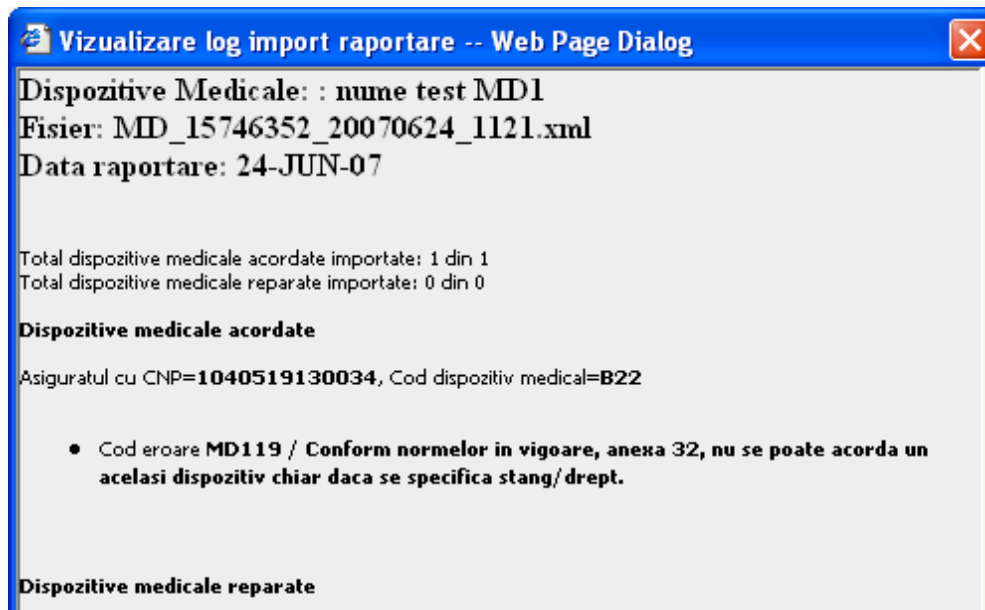 Vizualizare log import raportare -- Web Page Dialog
Dispozitive Medicale: : nume test MD1
Fisier: MD_15746352_20070624_1121.xml
Data raportare: 24-JUN-07
Total dispozitive medicale acordate importate: 1 din 1
Total dispozitive medicale reparate importate: 0 din 0
Dispozitive medicale acordate
Asiguratul cu CNP=1040519130034, Cod dispozitiv medical=B22
• Cod eroare MD119 / Conform normelor in vigoare, anexa 32, nu se poate acorda un
acelasi dispozitiv chiar daca se specifica stang/drept.
Dispozitive medicale reparate